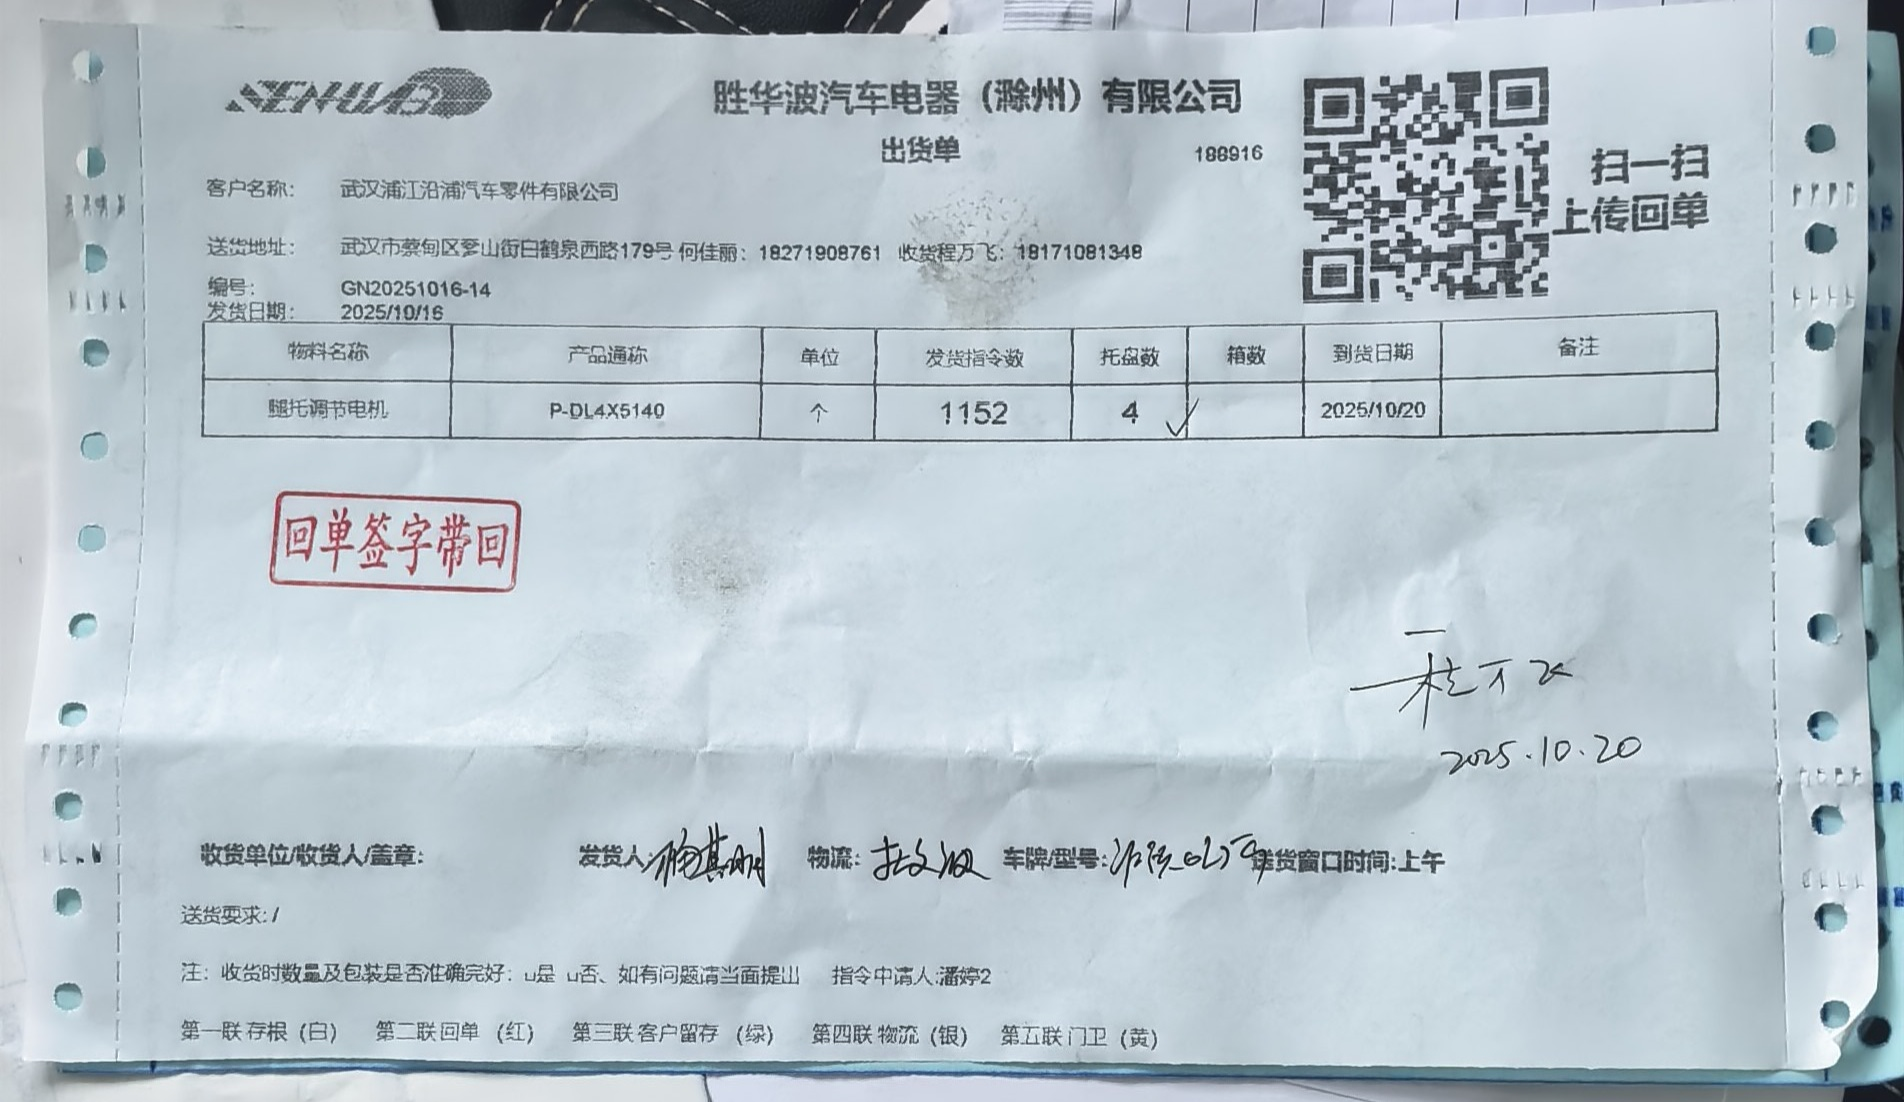 SENWAB
胜华波汽车电器（滁州）有限公司
出货单 188916
扫一扫
上传回单
客户名称： 武汉浦江沿浦汽车零件有限公司
送货地址： 武汉市蔡甸区奓山街白鹤泉西路179号 何佳丽：18271908761 收货程万飞：18171081348
编号： GN20251016-14
发货日期： 2025/10/16
物料名称 产品通称 单位 发货指令数 托盘数 箱数 到货日期 备注
腿托调节电机 P-DL4X5140 个 1152 4 ✓ 2025/10/20
回单签字带回
程万飞
2025.10.20
收货单位/收货人/盖章： 发货人: 物流: 车牌/型号: 送货窗口时间:上午
送货要求: /
注：收货时数量及包装是否准确完好：u是 u否、如有问题请当面提出 指令申请人:潘婷2
第一联 存根（白） 第二联 回单 （红） 第三联 客户留存 （绿） 第四联 物流（银） 第五联 门卫（黄）